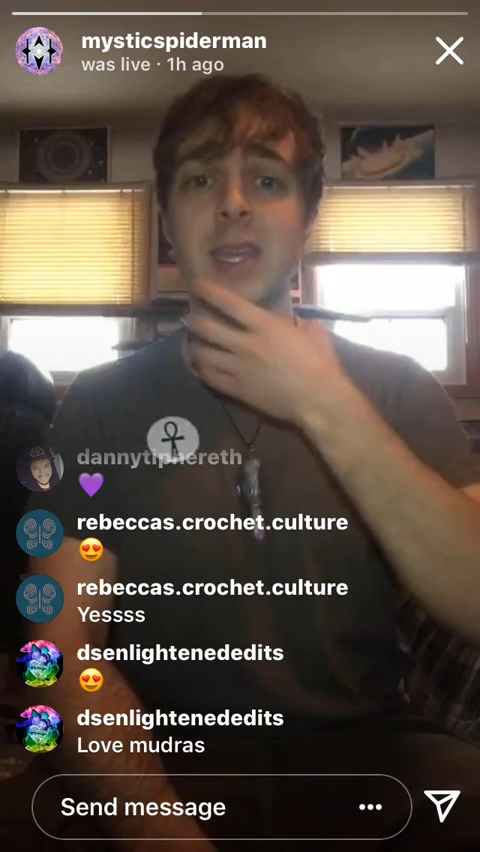 mysticspiderman
was live · 1h ago
dannytiphereth
💜
rebeccas.crochet.culture
😍
rebeccas.crochet.culture
Yessss
dsenlightenededits
😍
dsenlightenededits
Love mudras
Send message